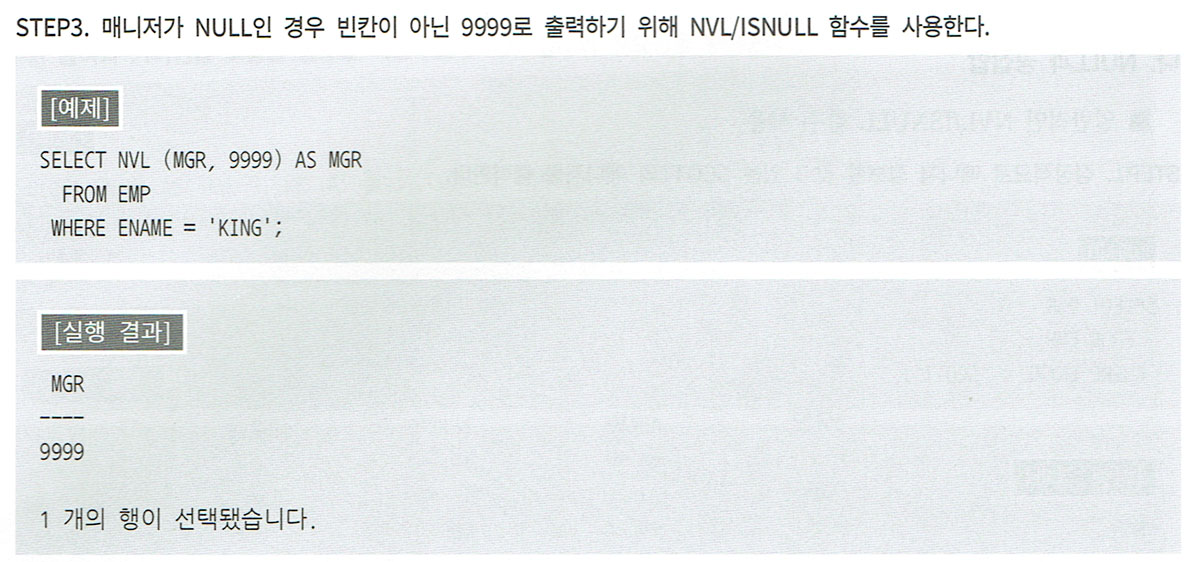 STEP3. 매니저가 NULL인 경우 빈칸이 아닌 9999로 출력하기 위해 NVL/ISNULL 함수를 사용한다.
[예제]
SELECT NVL (MGR, 9999) AS MGR
FROM EMP
WHERE ENAME = 'KING';
[실행 결과]
MGR
----
9999
1 개의 행이 선택됐습니다.